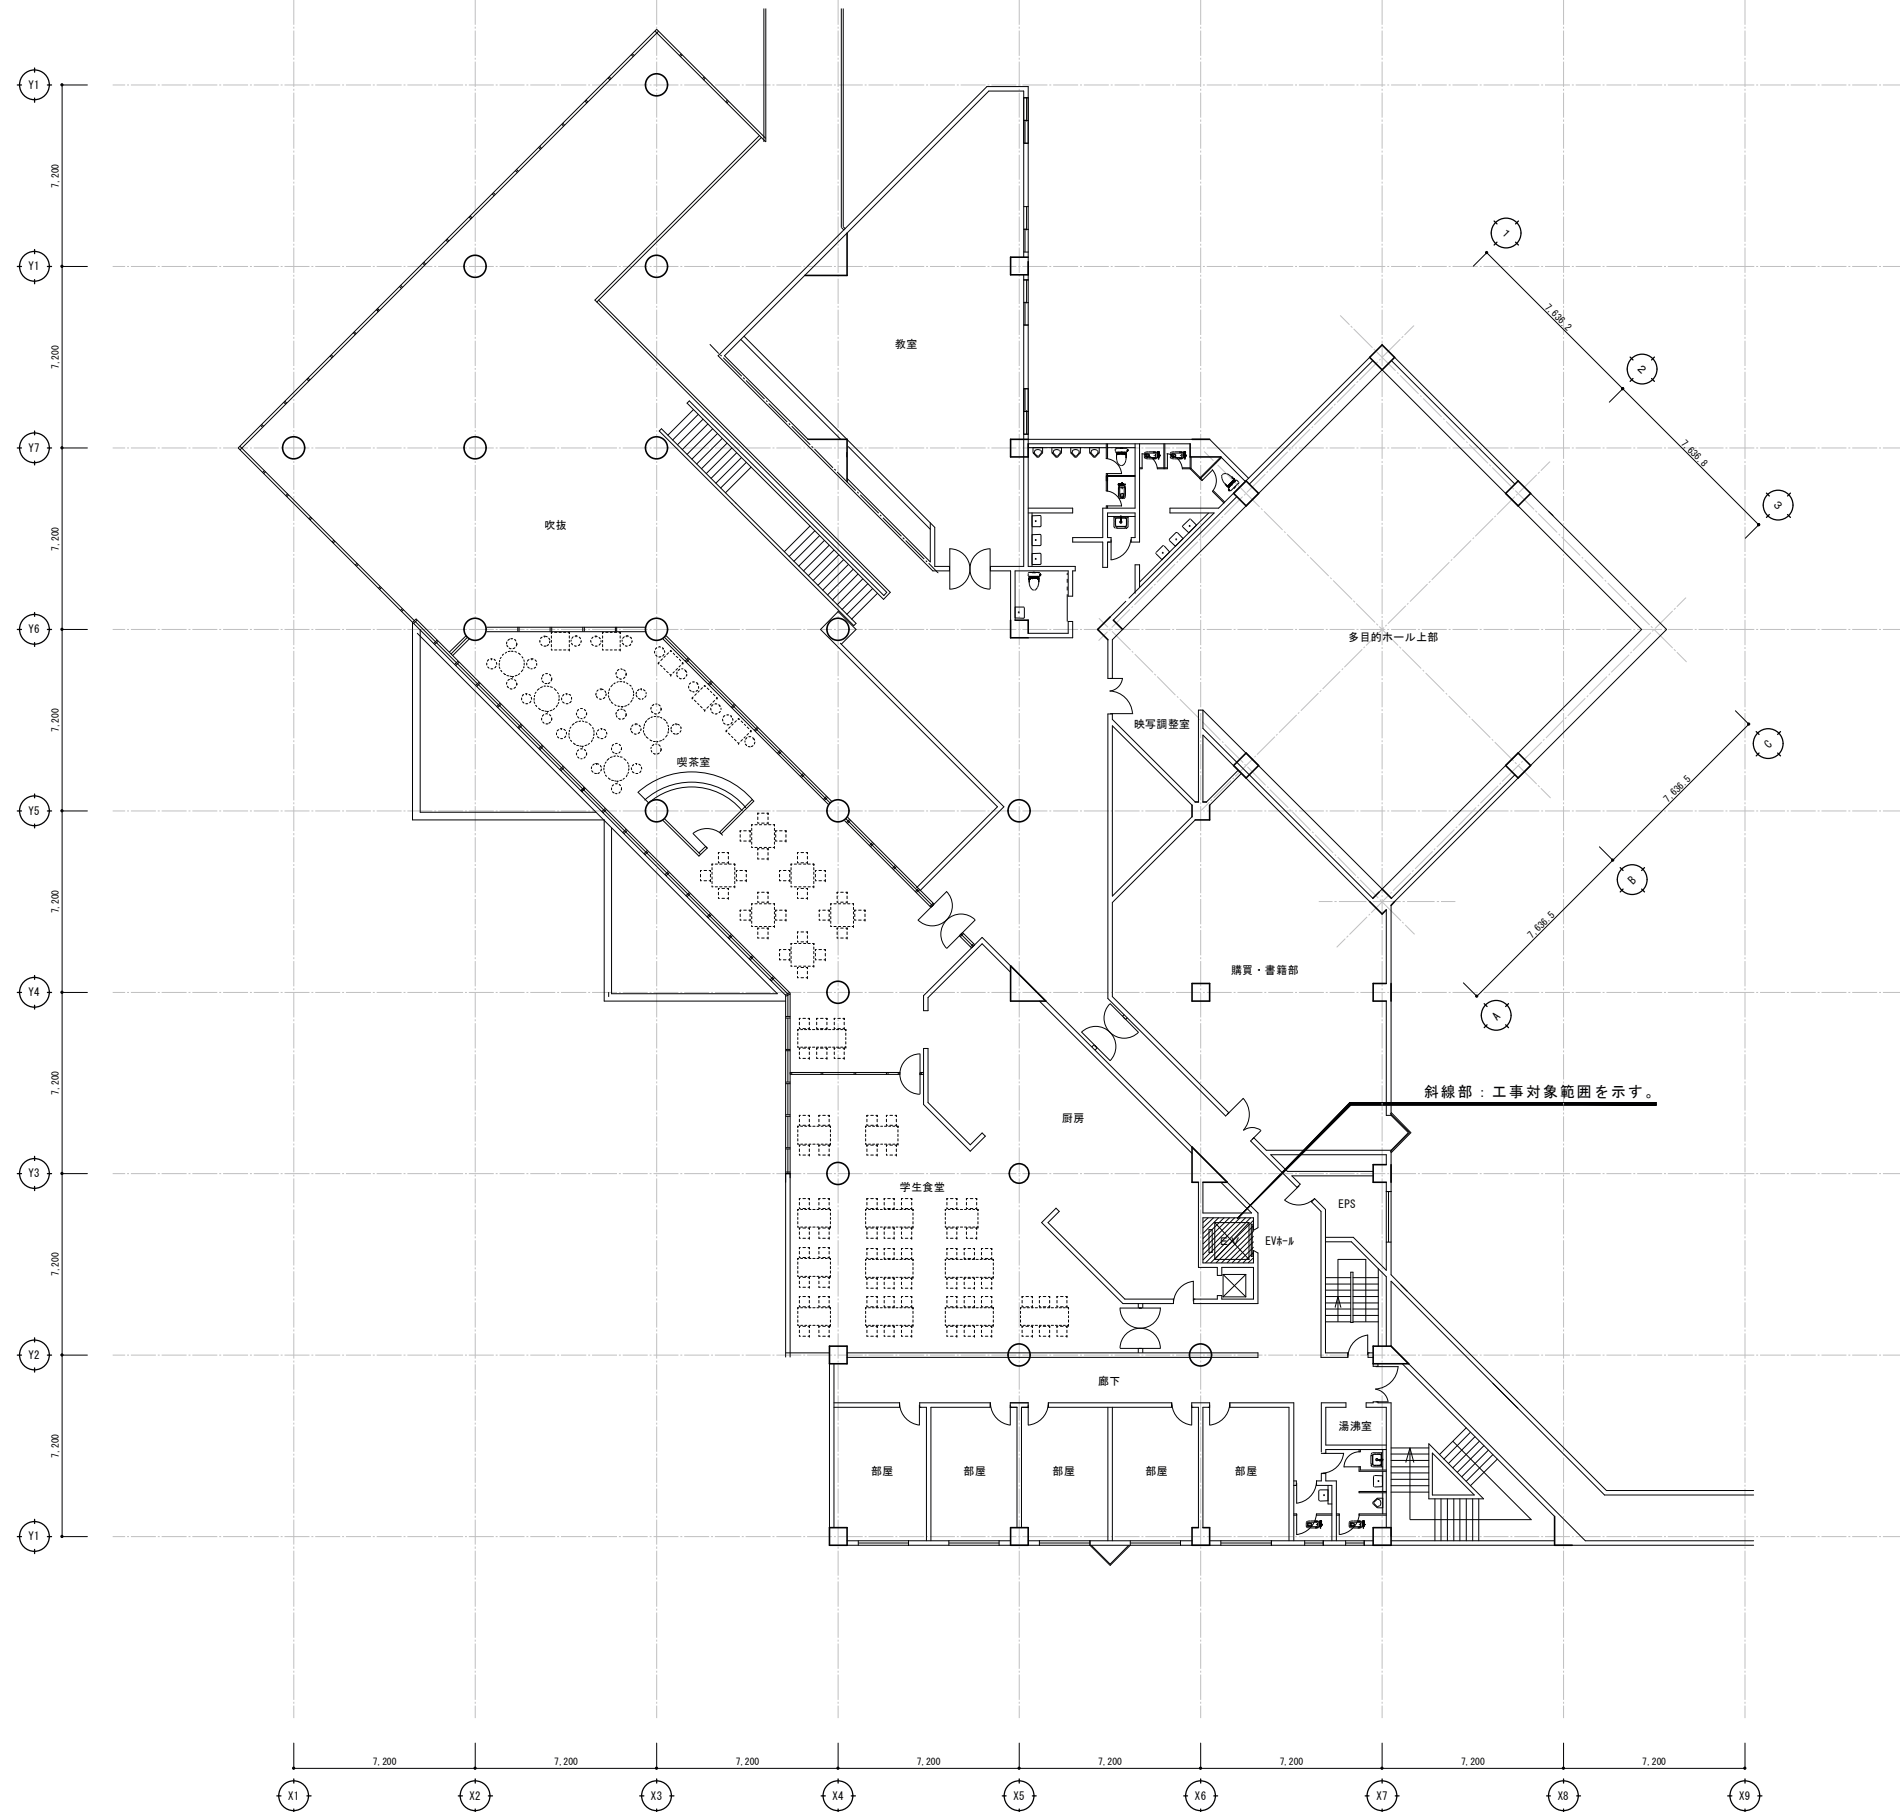 Y1
7,200
Y1
1
7,636.2
教室
7,200
2
Y7
7,636.8
3
吹抜
7,200
Y6
多目的ホール上部
7,200
映写調整室
C
喫茶室
7,636.5
Y5
B
7,200
7,636.5
購買・書籍部
Y4
A
7,200
斜線部：工事対象範囲を示す。
厨房
Y3
学生食堂
EPS
7,200
EV
EVホール
Y2
廊下
7,200
湯沸室
部屋
部屋
部屋
部屋
部屋
Y1
7,200
7,200
7,200
7,200
7,200
7,200
7,200
7,200
X1
X2
X3
X4
X5
X6
X7
X8
X9